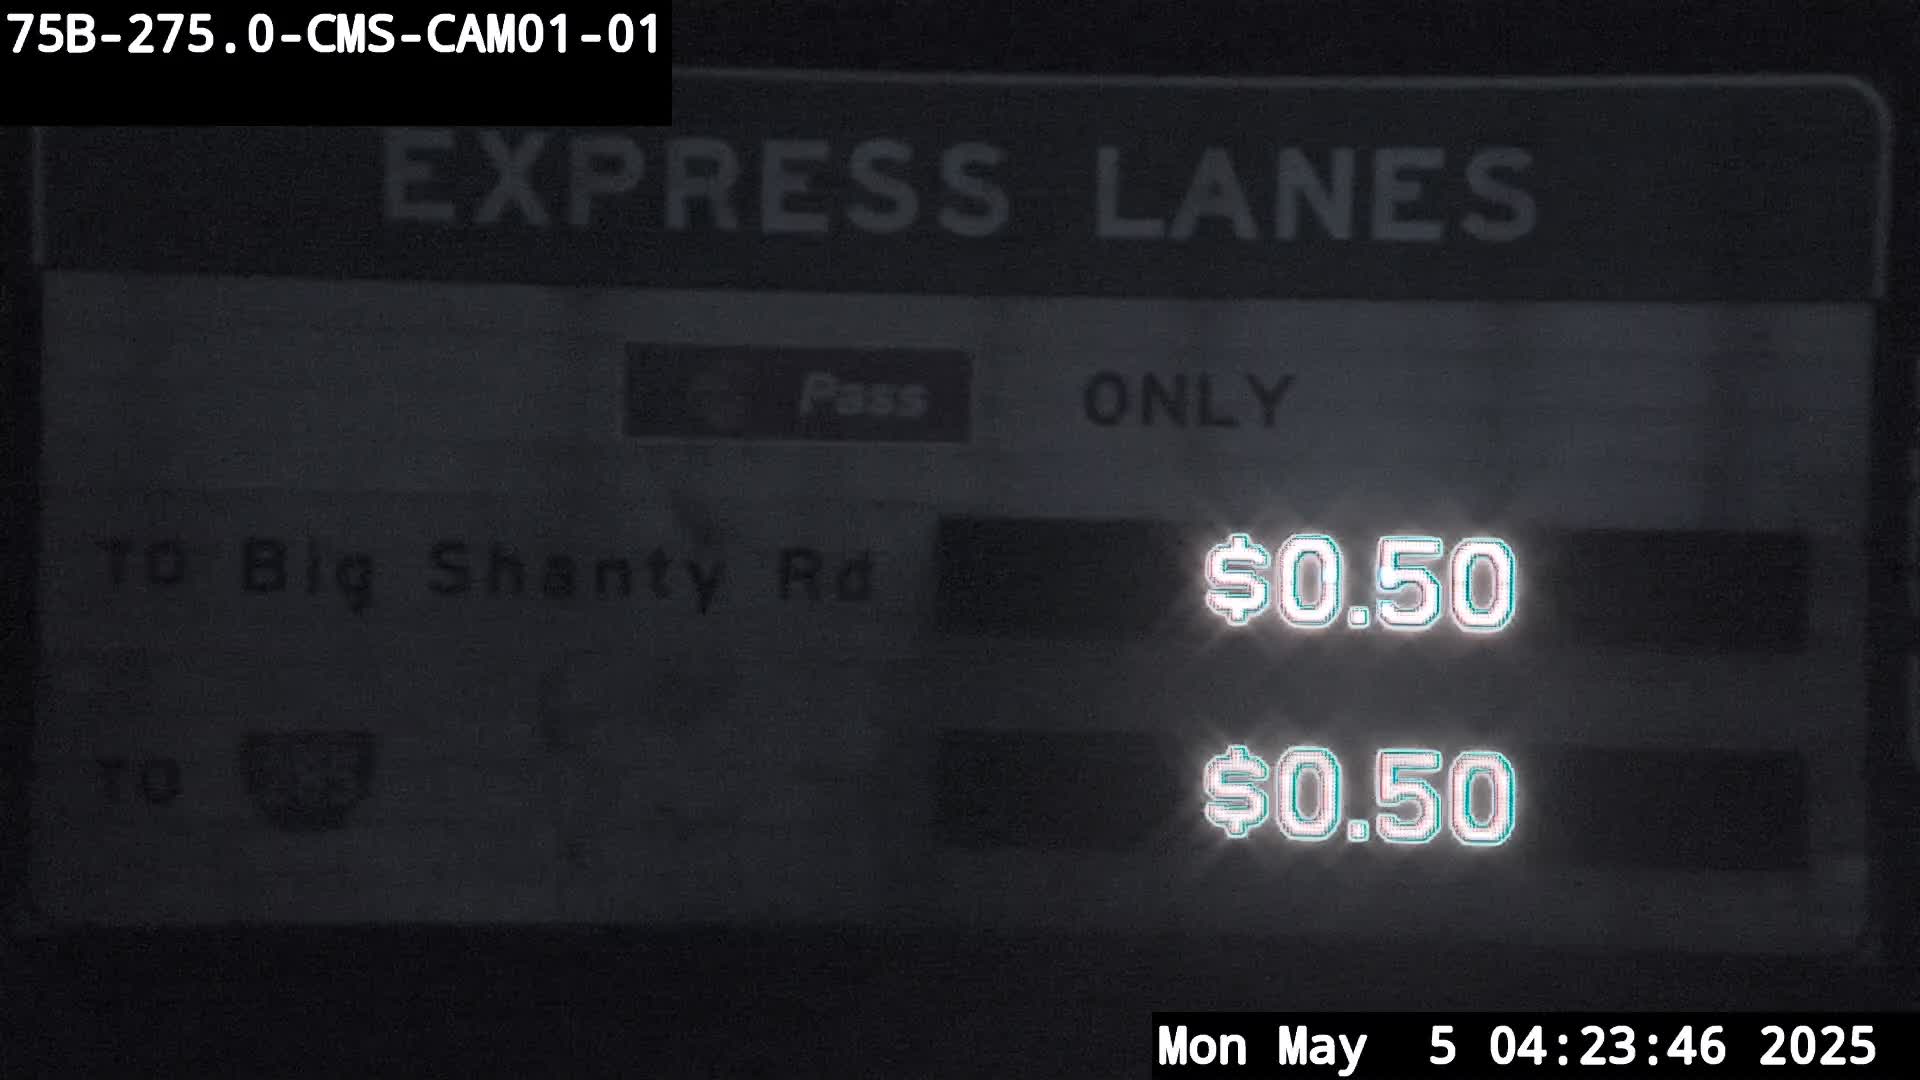 75B-275.0-CMS-CAM01-01
EXPRESS LANES
Pass ONLY
TO Big Shanty Rd $0.50
TO $0.50
Mon May 5 04:23:46 2025